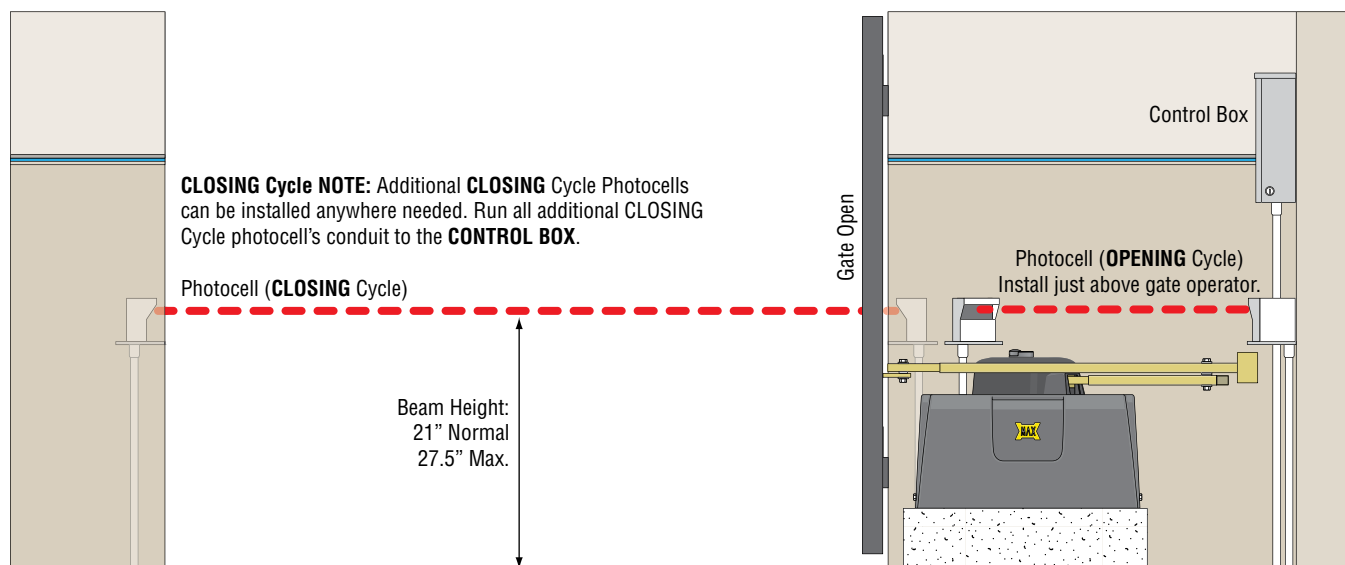 CLOSING Cycle NOTE: Additional CLOSING Cycle Photocells
can be installed anywhere needed. Run all additional CLOSING
Cycle photocell’s conduit to the CONTROL BOX.
Photocell (CLOSING Cycle)
Beam Height:
21” Normal
27.5” Max.
Gate Open
Control Box
Photocell (OPENING Cycle)
Install just above gate operator.
MAX